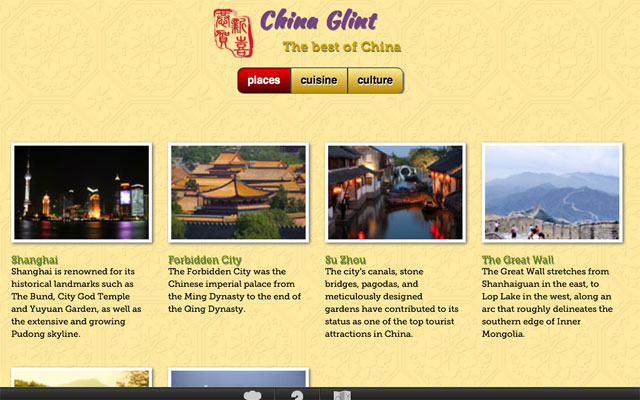 恭賀新喜
China Glint
The best of China
places cuisine culture
Shanghai
Shanghai is renowned for its
historical landmarks such as
The Bund, City God Temple
and Yuyuan Garden, as well as
the extensive and growing
Pudong skyline.
Forbidden City
The Forbidden City was the
Chinese imperial palace from
the Ming Dynasty to the end of
the Qing Dynasty.
Su Zhou
The city's canals, stone
bridges, pagodas, and
meticulously designed
gardens have contributed to its
status as one of the top tourist
attractions in China.
The Great Wall
The Great Wall stretches from
Shanhaiguan in the east, to
Lop Lake in the west, along an
arc that roughly delineates the
southern edge of Inner
Mongolia.